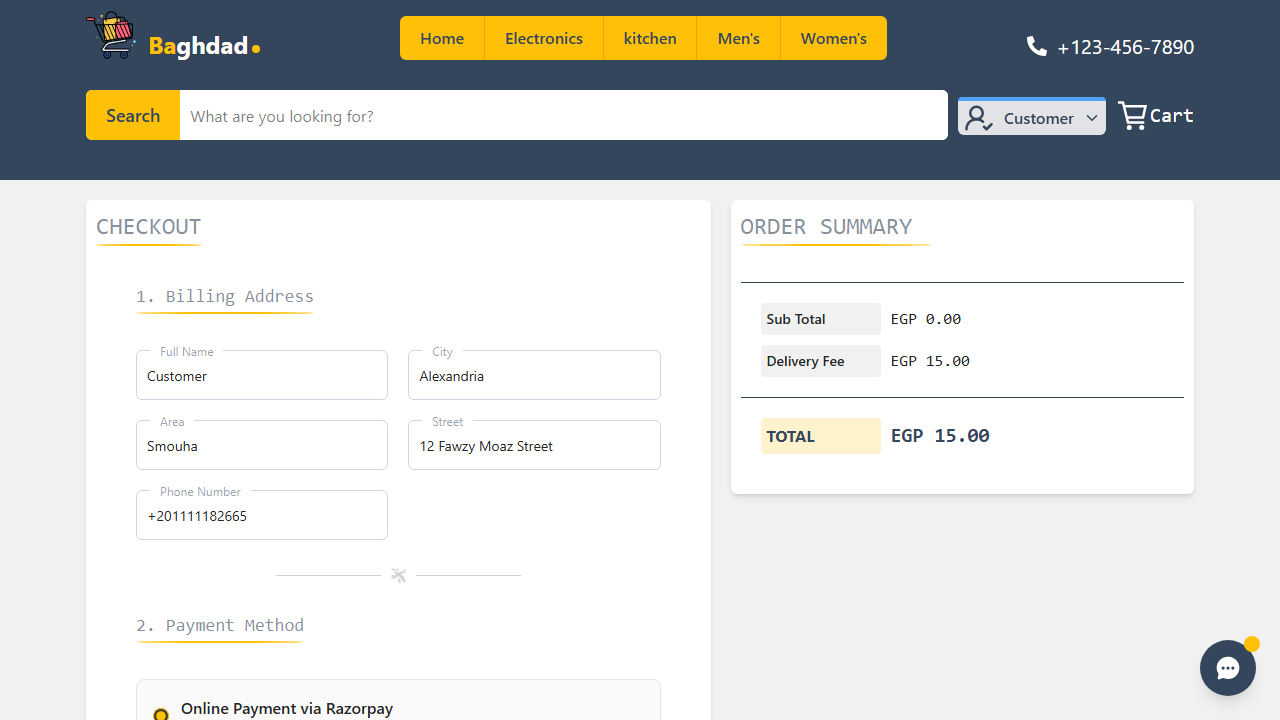 Baghdad
Home
Electronics
kitchen
Men's
Women's
+123-456-7890
Search
What are you looking for?
Customer
Cart
CHECKOUT
1. Billing Address
Full Name
Customer
City
Alexandria
Area
Smouha
Street
12 Fawzy Moaz Street
Phone Number
+201111182665
2. Payment Method
Online Payment via Razorpay
ORDER SUMMARY
Sub Total
EGP 0.00
Delivery Fee
EGP 15.00
TOTAL
EGP 15.00